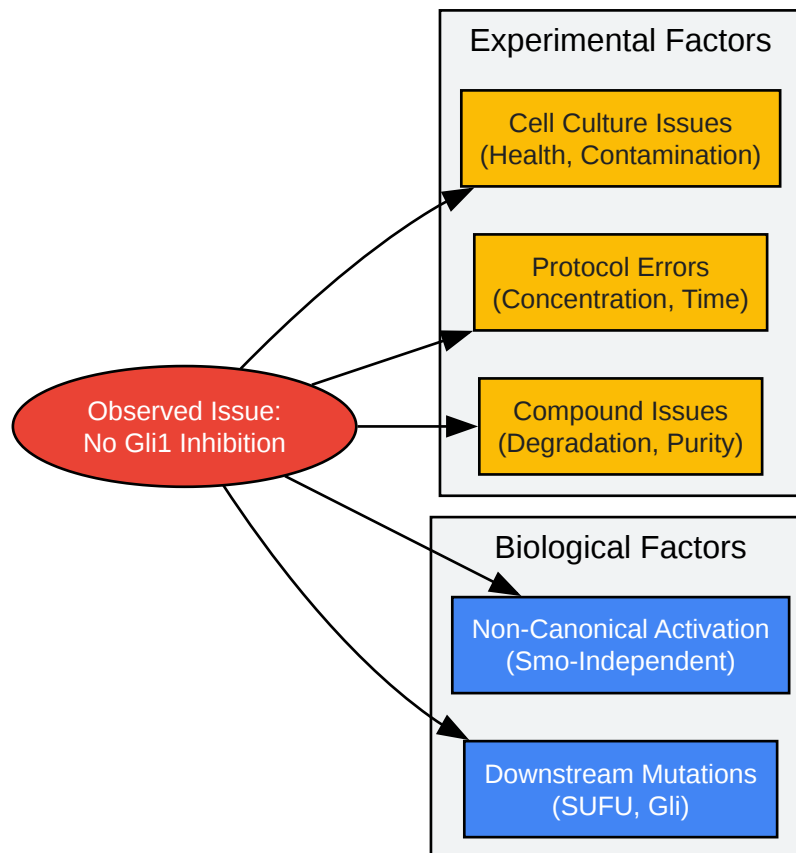 Experimental Factors
Cell Culture Issues
(Health, Contamination)
Protocol Errors
(Concentration, Time)
Compound Issues
(Degradation, Purity)
Observed Issue:
No Gli1 Inhibition
Biological Factors
Non-Canonical Activation
(Smo-Independent)
Downstream Mutations
(SUFU, Gli)